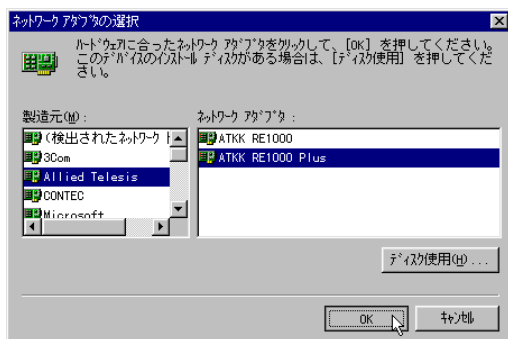 ネットワーク アダプタの選択
ハードウェアに合ったネットワーク アダプタをクリックして、[OK] を押してください。
このデバイスのインストール ディスクがある場合は、[ディスク使用] を押してくだ
さい。
製造元(M) :
ネットワーク アダプタ :
(検出されたネットワーク ド
3Com
Allied Telesis
CONTEC
Microsoft
ATKK RE1000
ATKK RE1000 Plus
ディスク使用(H) ...
OK
キャンセル